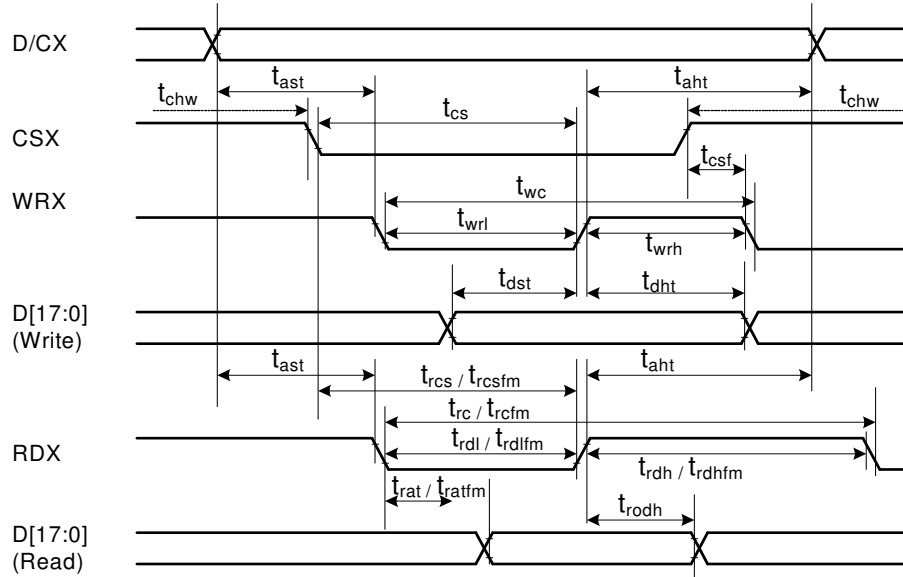 D/CX
t_ast
t_aht
t_chw
t_cs
t_chw
CSX
t_csf
WRX
t_wc
t_wrl
t_wrh
t_dst
t_dht
D[17:0]
(Write)
t_ast
t_rcs / t_rcsfm
t_aht
t_rc / t_rcfm
RDX
t_rdl / t_rdlfm
t_rdh / t_rdhfm
t_rat / t_ratfm
t_rodh
D[17:0]
(Read)